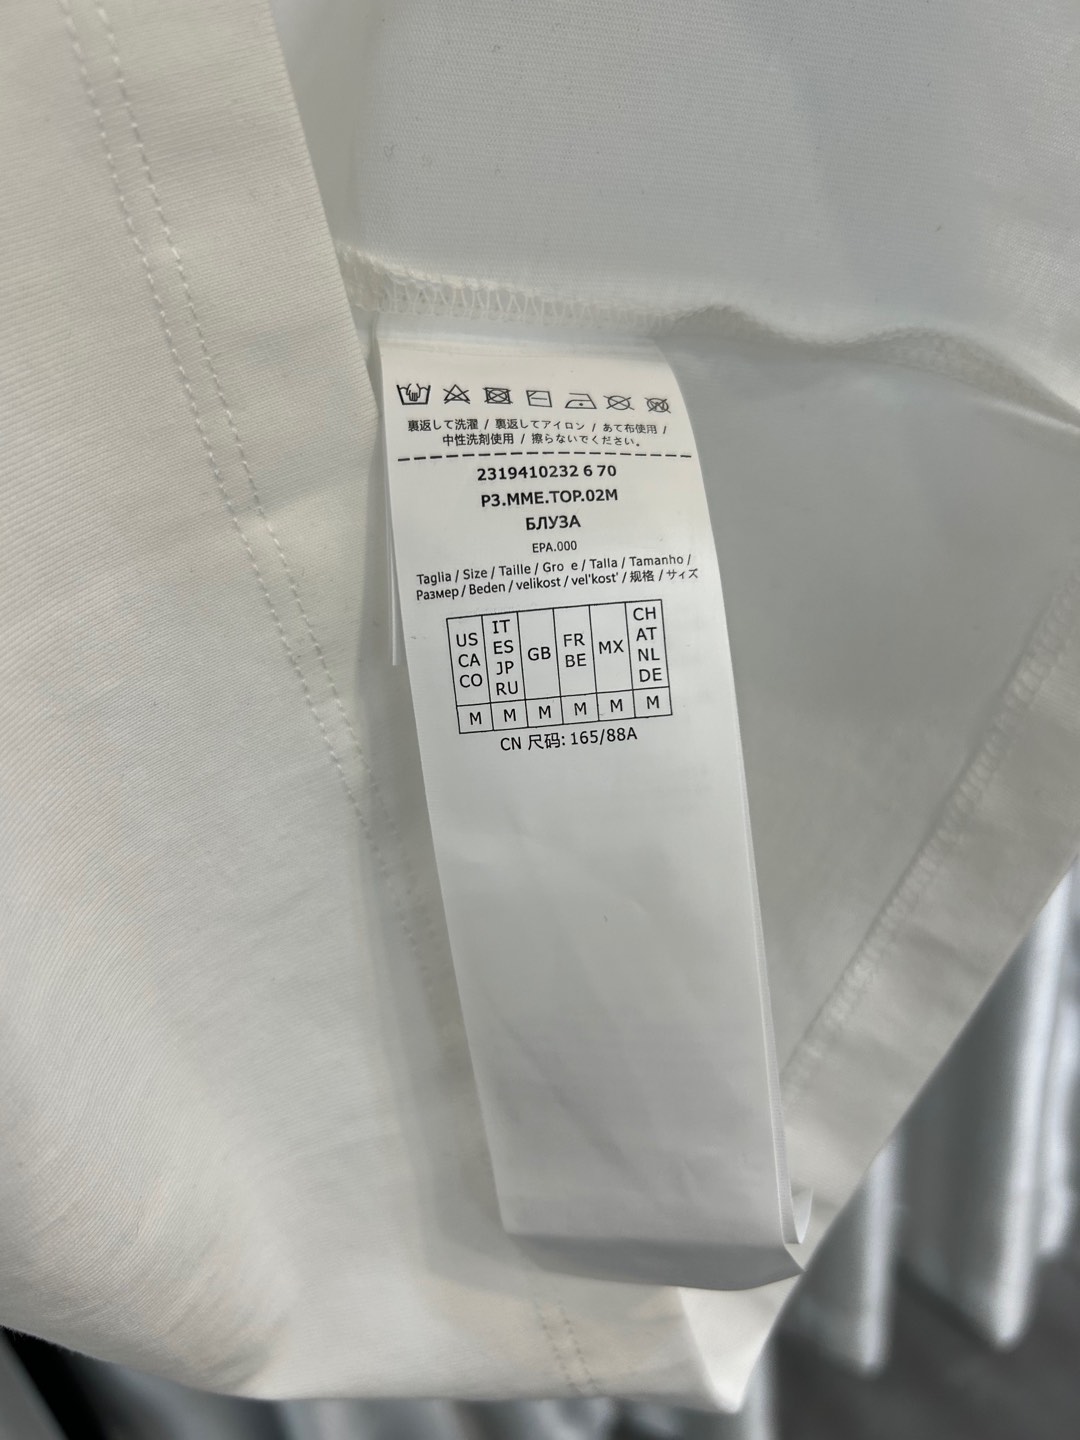 裏返して洗濯 / 裏返してアイロン / あて布使用 /
中性洗剤使用 / 擦らないでください。
2319410232 6 70
P3.MME.TOP.02M
БЛУЗА
EPA.000
Taglia / Size / Taille / Gro e / Talla / Tamanho /
Размер / Beden / velikost / vel'kost' / 规格 / サイズ
US CA CO
IT ES JP RU
GB
FR BE
MX
CH AT NL DE
M M M M M M
CN 尺码: 165/88A